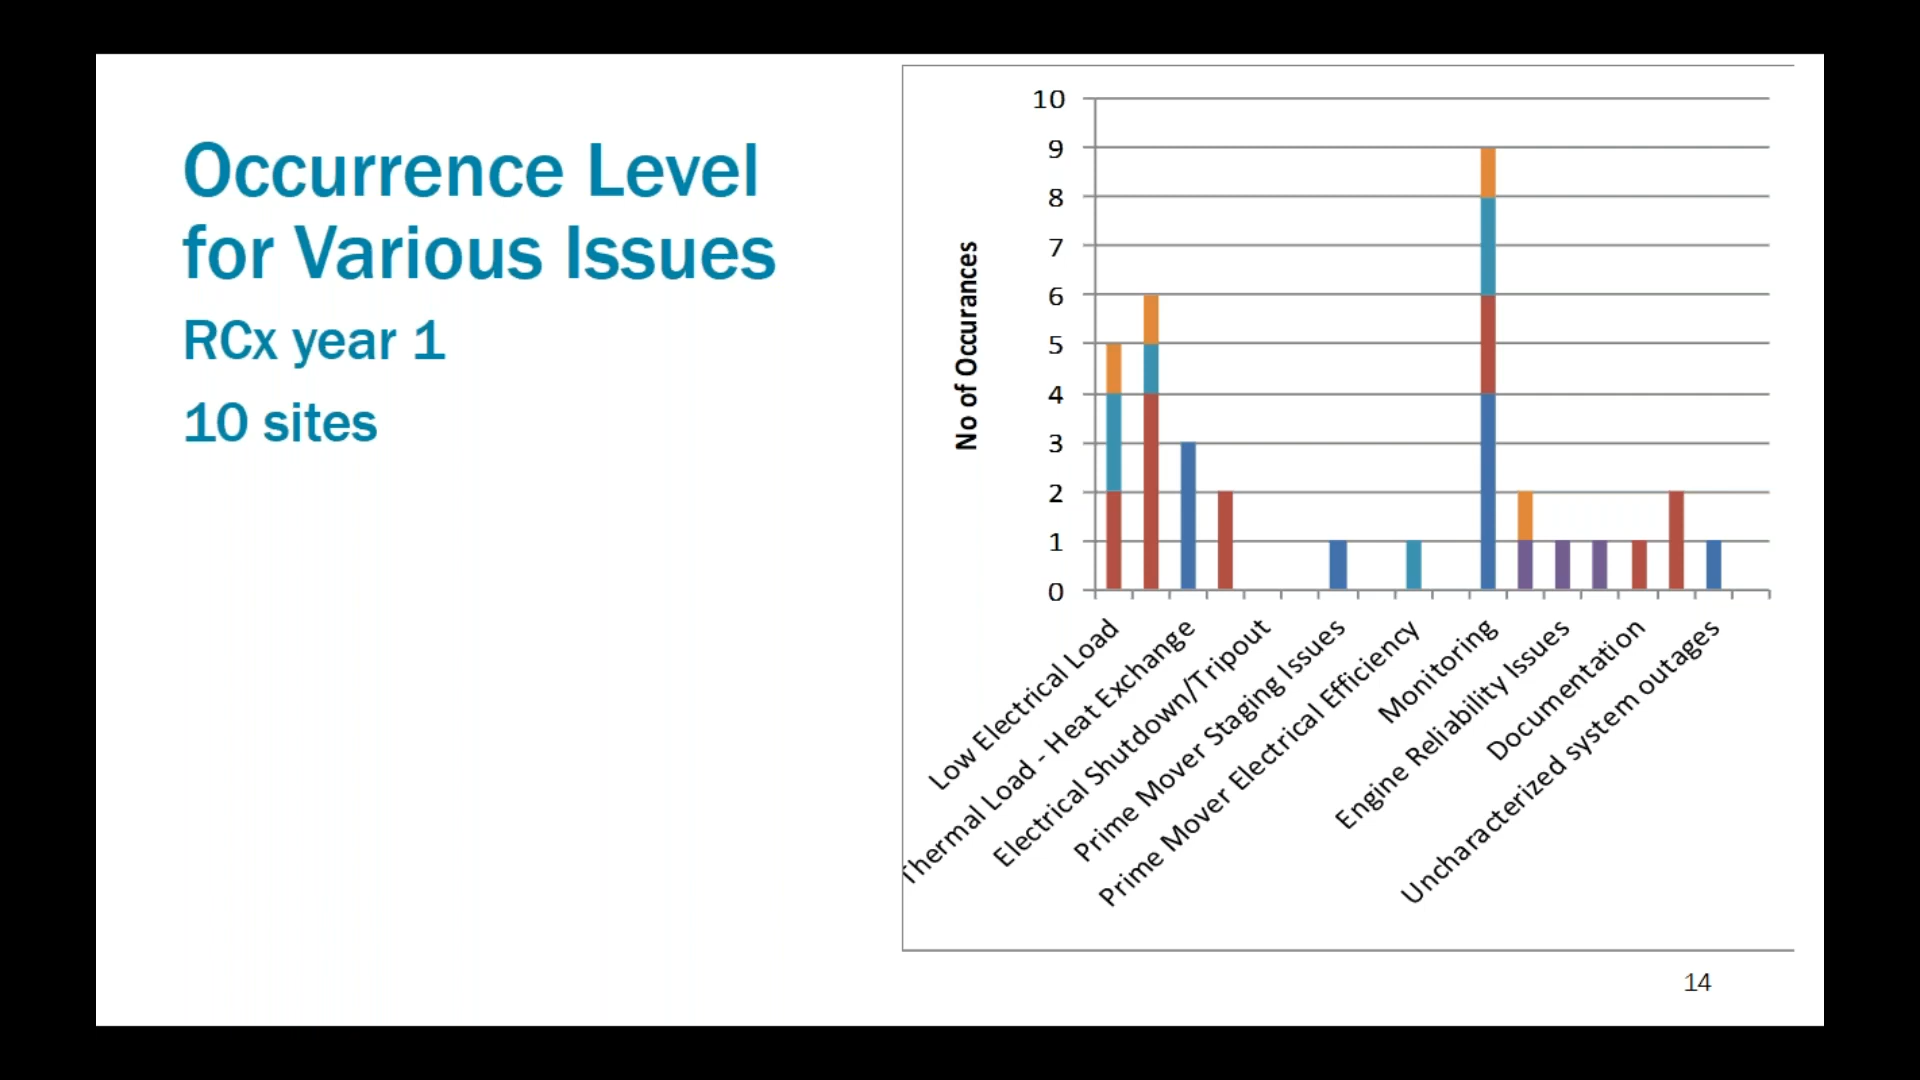 Occurrence Level
for Various Issues
RCx year 1
10 sites
No of Occurances
10
9
8
7
6
5
4
3
2
1
0
Low Electrical Load
Thermal Load - Heat Exchange
Electrical Shutdown/Tripout
Prime Mover Staging Issues
Prime Mover Electrical Efficiency
Monitoring
Engine Reliability Issues
Documentation
Uncharacterized system outages
14